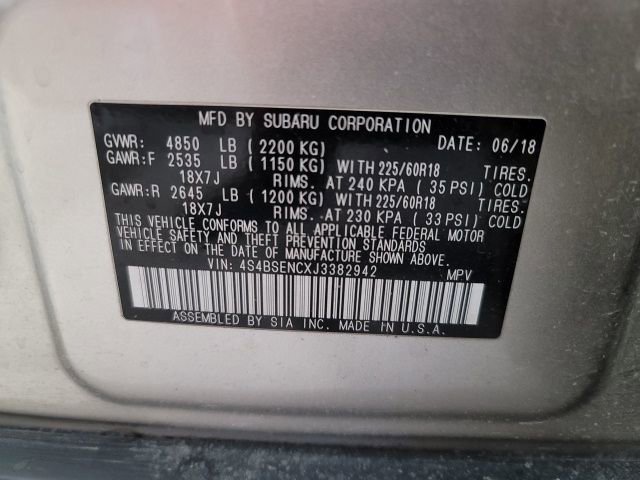 MFD BY SUBARU CORPORATION
GVWR: 4850 LB (2200 KG) DATE: 06/18
GAWR:F 2535 LB (1150 KG) WITH 225/60R18 TIRES.
18X7J RIMS. AT 240 KPA (35 PSI) COLD
GAWR:R 2645 LB (1200 KG) WITH 225/60R18 TIRES.
18X7J RIMS. AT 230 KPA (33 PSI) COLD
THIS VEHICLE CONFORMS TO ALL APPLICABLE FEDERAL MOTOR
VEHICLE SAFETY AND THEFT PREVENTION STANDARDS
IN EFFECT ON THE DATE OF MANUFACTURE SHOWN ABOVE.
VIN: 4S4BSENCXJ3382942 MPV
ASSEMBLED BY SIA INC. MADE IN U.S.A.